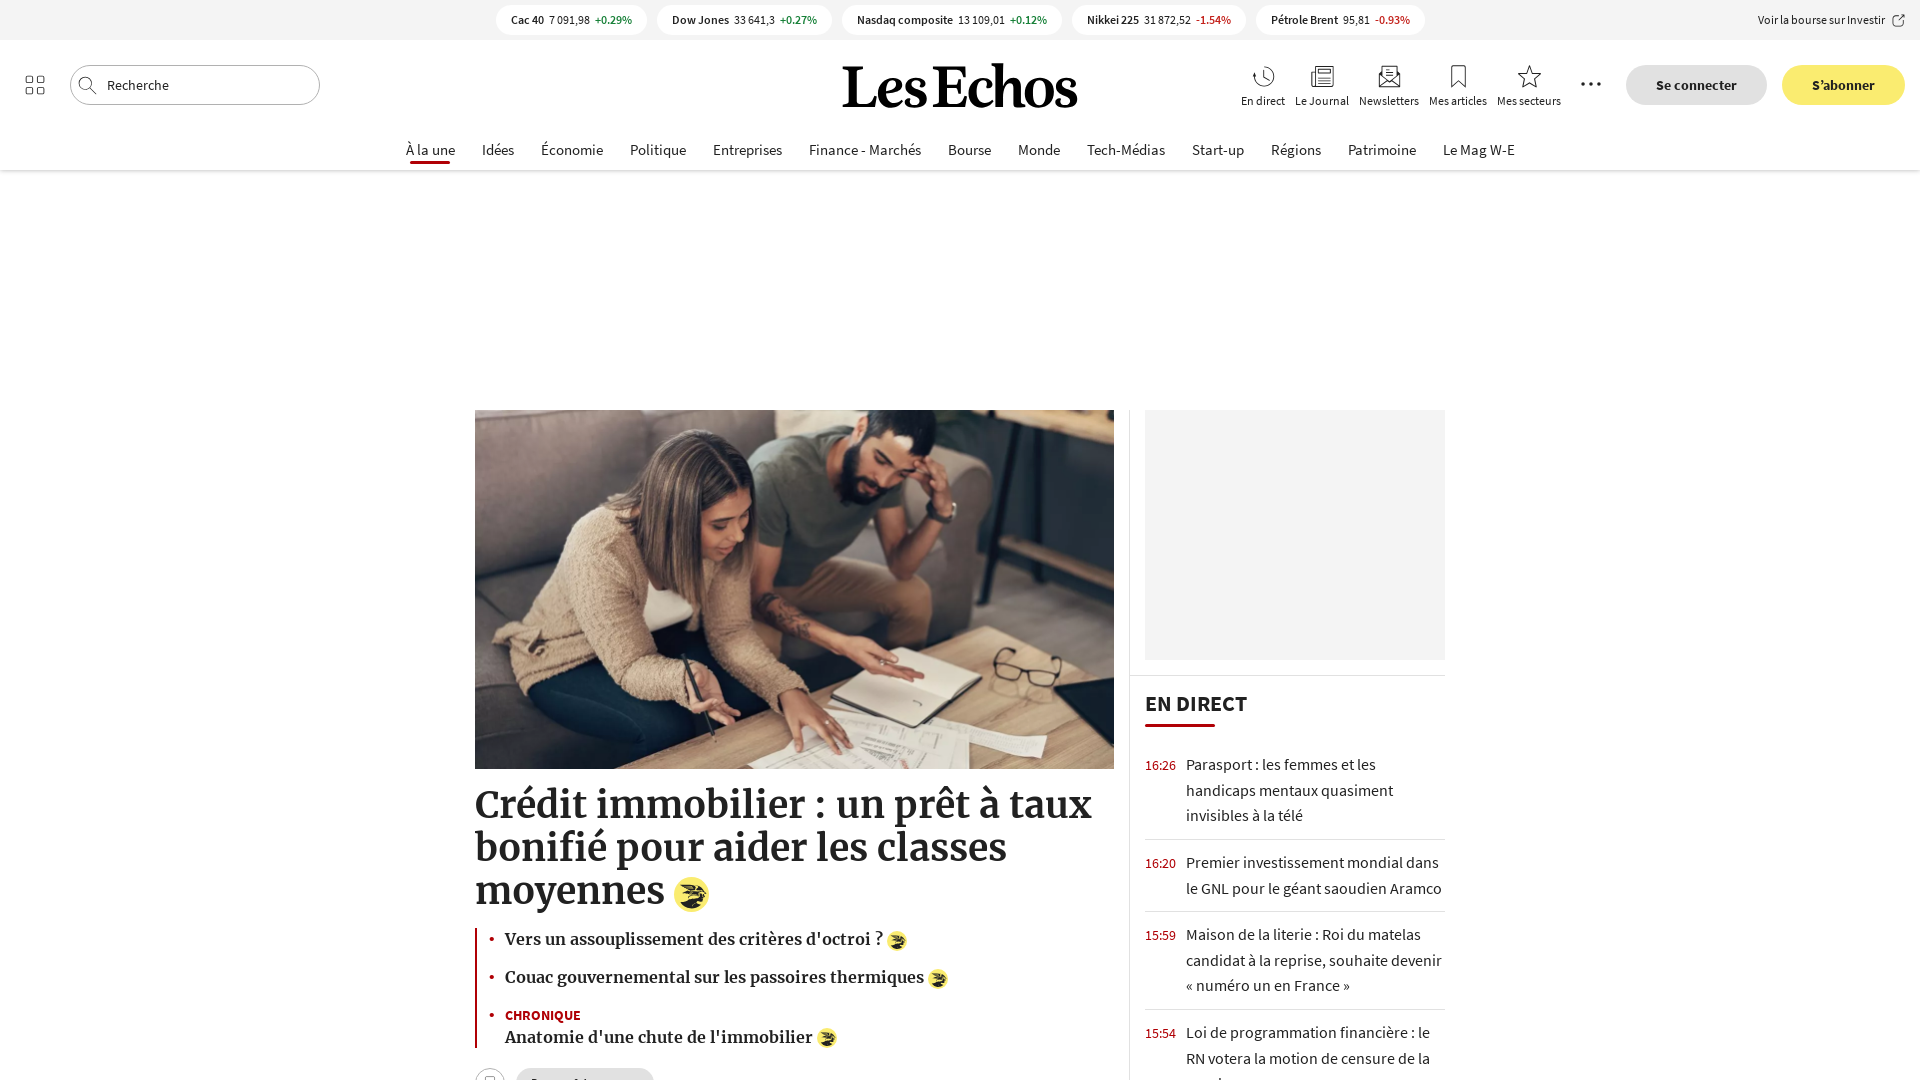 Cac 40 7 091,98 +0.29%
Dow Jones 33 641,3 +0.27%
Nasdaq composite 13 109,01 +0.12%
Nikkei 225 31 872,52 -1.54%
Pétrole Brent 95,81 -0.93%
Voir la bourse sur Investir
Recherche
Les Echos
En direct
Le Journal
Newsletters
Mes articles
Mes secteurs
Se connecter
S’abonner
À la une
Idées
Économie
Politique
Entreprises
Finance - Marchés
Bourse
Monde
Tech-Médias
Start-up
Régions
Patrimoine
Le Mag W-E
Crédit immobilier : un prêt à taux
bonifié pour aider les classes
moyennes
• Vers un assouplissement des critères d'octroi ?
• Couac gouvernemental sur les passoires thermiques
• CHRONIQUE
Anatomie d'une chute de l'immobilier
EN DIRECT
16:26 Parasport : les femmes et les
handicaps mentaux quasiment
invisibles à la télé
16:20 Premier investissement mondial dans
le GNL pour le géant saoudien Aramco
15:59 Maison de la literie : Roi du matelas
candidat à la reprise, souhaite devenir
« numéro un en France »
15:54 Loi de programmation financière : le
RN votera la motion de censure de la